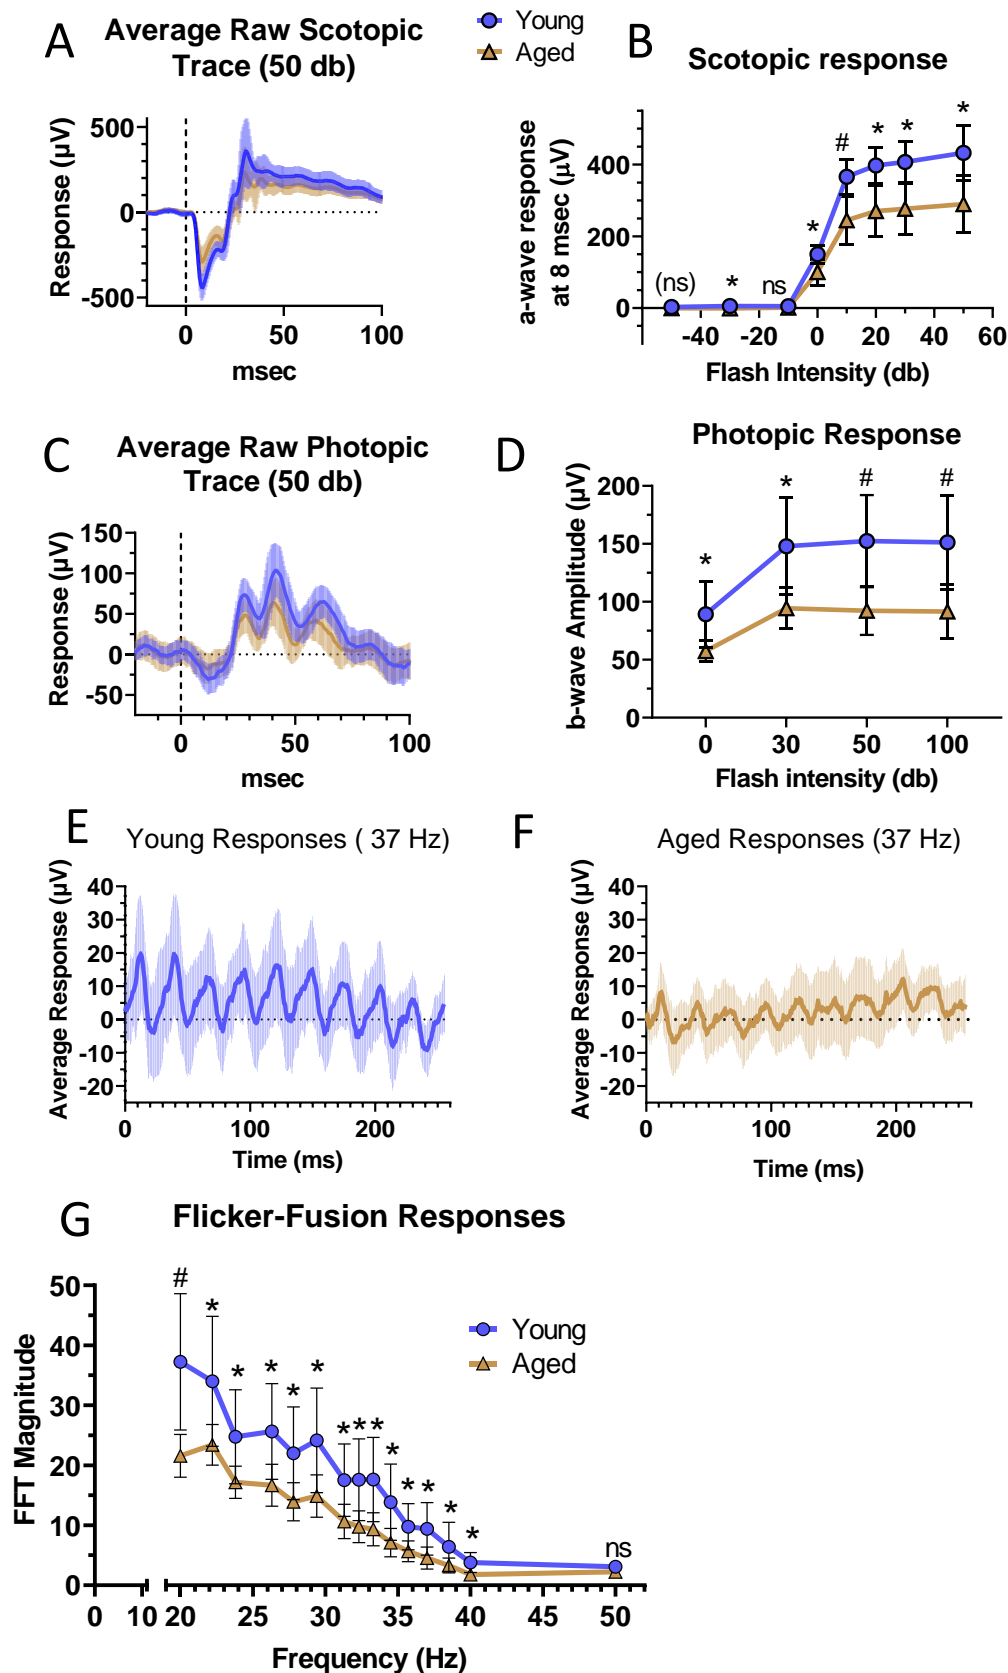 A
Average Raw Scotopic
Trace (50 db)
Young
Aged
B
Scotopic response
Response (µV)
500
0
-500
0
100
msec
a-wave response
at 8 msec (µV)
400
200
0
(ns)
*
ns
*
#
*
*
*
-40
-20
0
20
40
60
Flash Intensity (db)
C
Average Raw Photopic
Trace (50 db)
Response (µV)
150
100
50
0
-50
0
50
100
msec
D
Photopic Response
b-wave Amplitude (µV)
200
150
100
50
0
*
*
#
#
0
30
50
100
Flash intensity (db)
E
Young Responses ( 37 Hz)
Average Response (µV)
40
30
20
10
0
-10
-20
0
100
200
Time (ms)
F
Aged Responses (37 Hz)
Average Response (µV)
40
30
20
10
0
-10
-20
0
100
200
Time (ms)
G
Flicker-Fusion Responses
FFT Magnitude
50
40
30
20
10
0
#
*
*
*
*
*
*
*
*
*
*
*
*
*
ns
Young
Aged
0
10
20
25
30
35
40
45
50
Frequency (Hz)